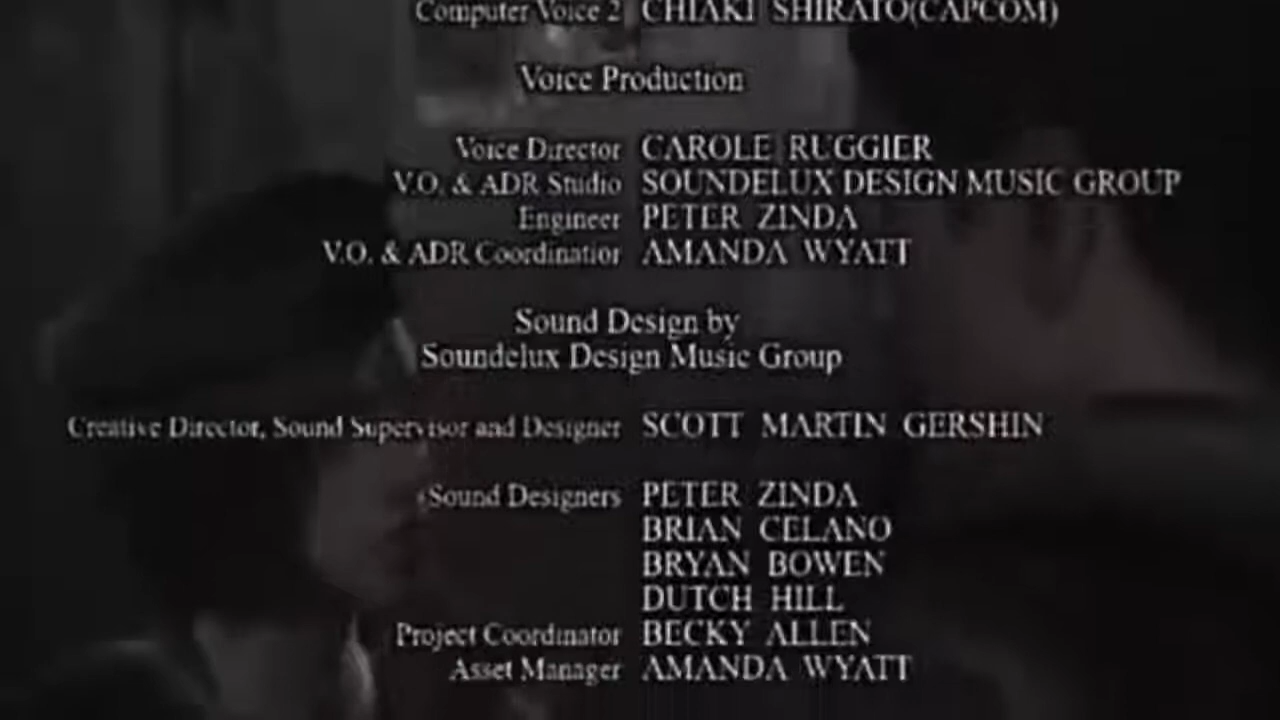 Computer Voice 2 CHIAKI SHIRATO(CAPCOM)
Voice Production
Voice Director CAROLE RUGGIER
V.O. & ADR Studio SOUNDELUX DESIGN MUSIC GROUP
Engineer PETER ZINDA
V.O. & ADR Coordinatior AMANDA WYATT
Sound Design by
Soundelux Design Music Group
Creative Director, Sound Supervisor and Designer SCOTT MARTIN GERSHIN
Sound Designers PETER ZINDA
BRIAN CELANO
BRYAN BOWEN
DUTCH HILL
Project Coordinator BECKY ALLEN
Asset Manager AMANDA WYATT